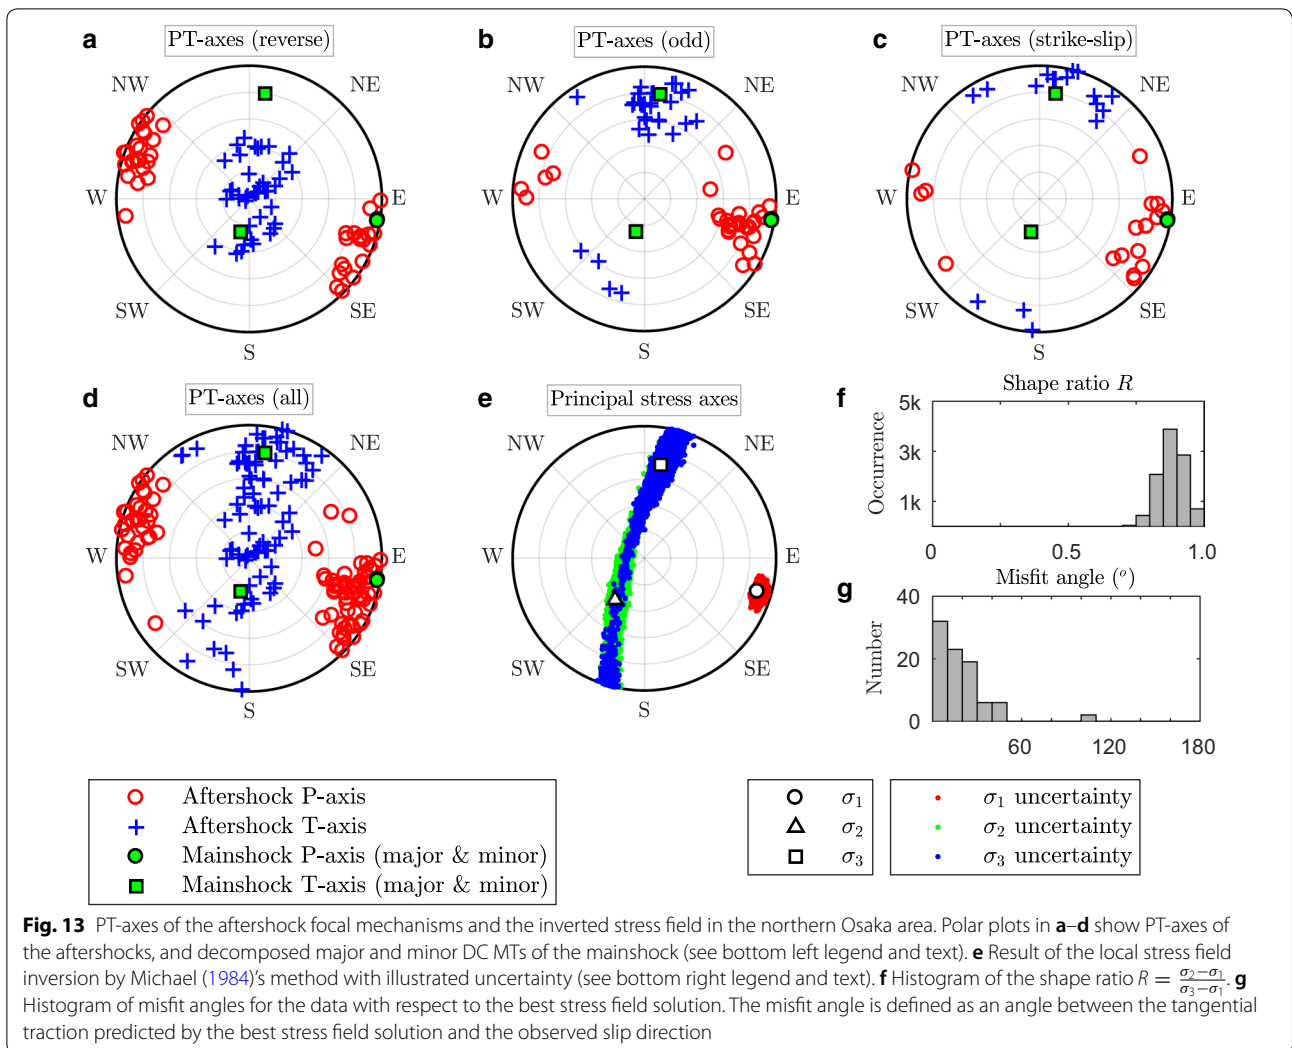 a PT-axes (reverse)
NW NE
W E
SW SE
S
b PT-axes (odd)
NW NE
W E
SW SE
S
c PT-axes (strike-slip)
NW NE
W E
SW SE
S
d PT-axes (all)
NW NE
W E
SW SE
S
e Principal stress axes
NW NE
W E
SW SE
S
f Shape ratio R
Occurrence
5k
3k
1k
0 0.5 1.0
g Misfit angle (°)
Number
40
20
0
60 120 180
Aftershock P-axis
Aftershock T-axis
Mainshock P-axis (major & minor)
Mainshock T-axis (major & minor)
σ1
σ2
σ3
σ1 uncertainty
σ2 uncertainty
σ3 uncertainty
Fig. 13 PT-axes of the aftershock focal mechanisms and the inverted stress field in the northern Osaka area. Polar plots in a–d show PT-axes of
the aftershocks, and decomposed major and minor DC MTs of the mainshock (see bottom left legend and text). e Result of the local stress field
inversion by Michael (1984)'s method with illustrated uncertainty (see bottom right legend and text). f Histogram of the shape ratio R = (σ2−σ1)/(σ3−σ1). g
Histogram of misfit angles for the data with respect to the best stress field solution. The misfit angle is defined as an angle between the tangential
traction predicted by the best stress field solution and the observed slip direction